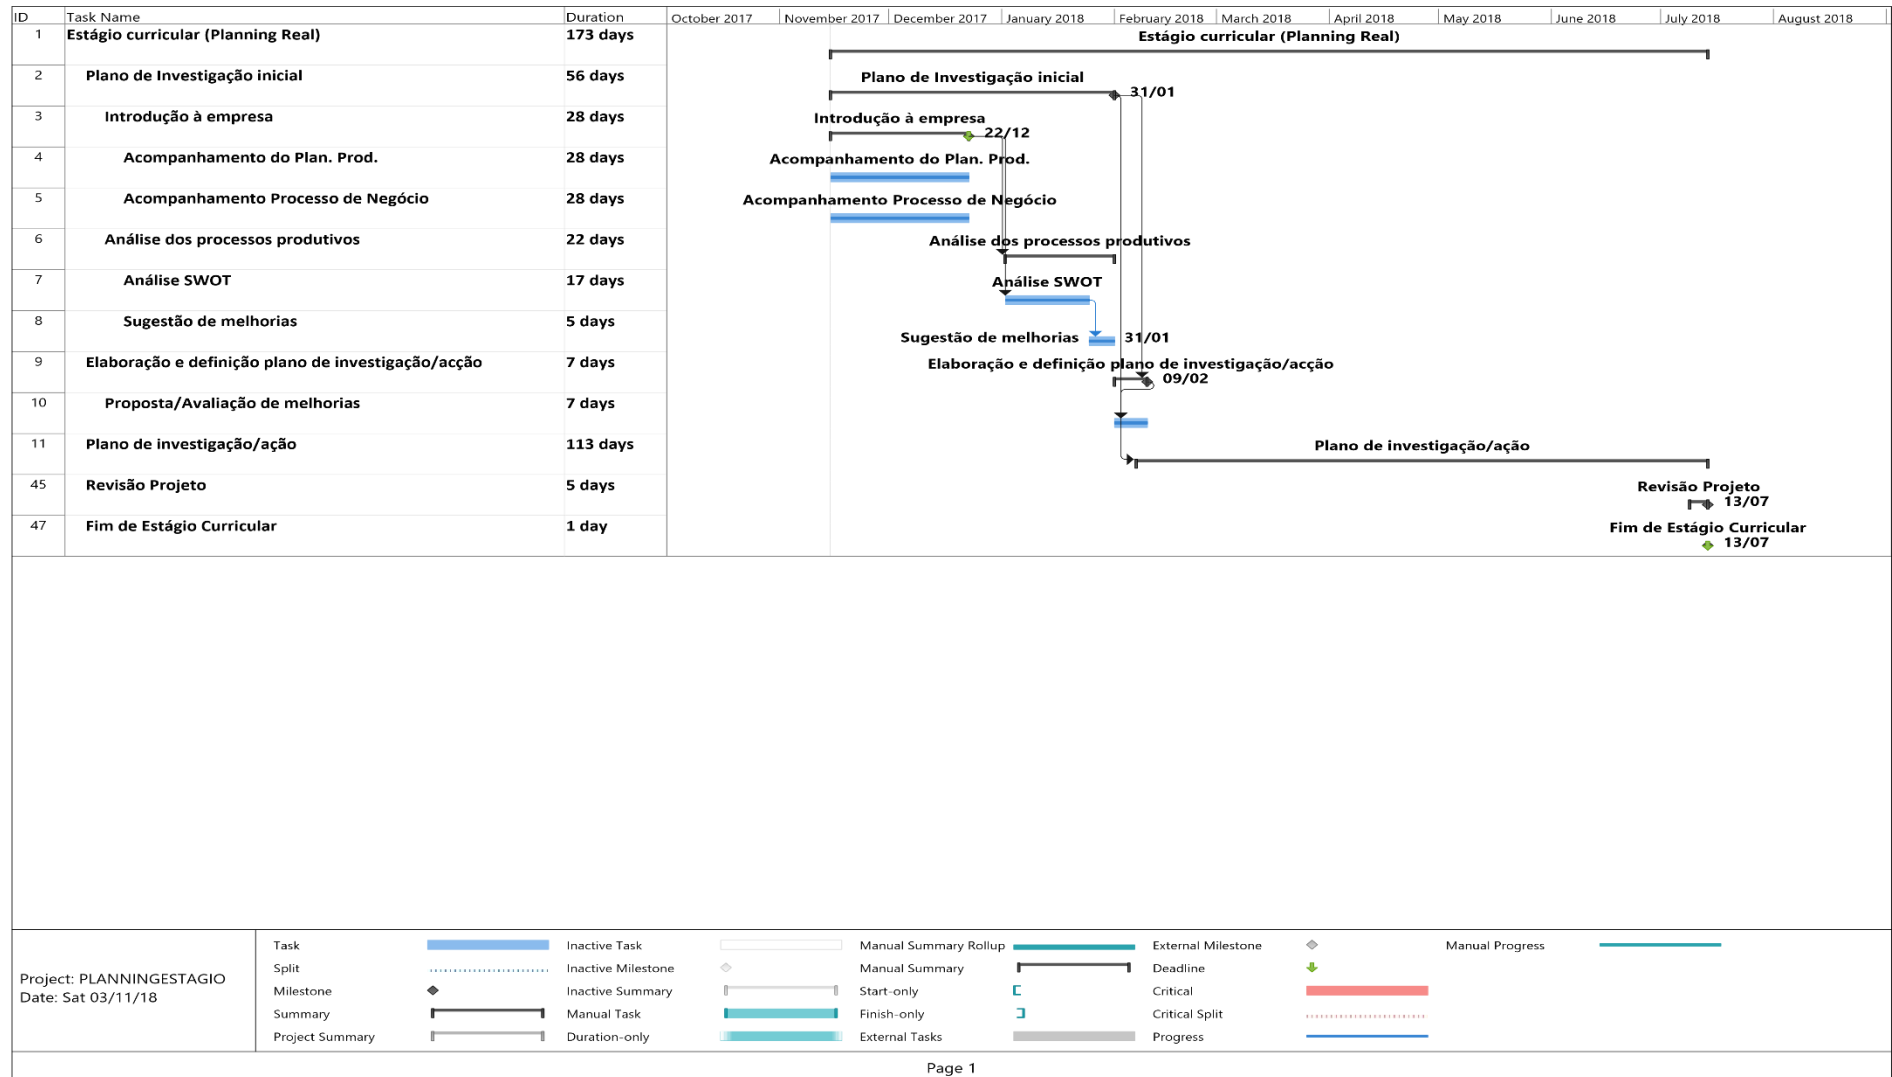 ID Task Name Duration October 2017 November 2017 December 2017 January 2018 February 2018 March 2018 April 2018 May 2018 June 2018 July 2018 August 2018
1 Estágio curricular (Planning Real) 173 days Estágio curricular (Planning Real)
2 Plano de Investigação inicial 56 days Plano de Investigação inicial
31/01
3 Introdução à empresa 28 days Introdução à empresa
22/12
4 Acompanhamento do Plan. Prod. 28 days Acompanhamento do Plan. Prod.
5 Acompanhamento Processo de Negócio 28 days Acompanhamento Processo de Negócio
6 Análise dos processos produtivos 22 days Análise dos processos produtivos
7 Análise SWOT 17 days Análise SWOT
8 Sugestão de melhorias 5 days
Sugestão de melhorias 31/01
9 Elaboração e definição plano de investigação/acção 7 days Elaboração e definição plano de investigação/acção
09/02
10 Proposta/Avaliação de melhorias 7 days
11 Plano de investigação/ação 113 days Plano de investigação/ação
45 Revisão Projeto 5 days Revisão Projeto
13/07
47 Fim de Estágio Curricular 1 day Fim de Estágio Curricular
13/07
Project: PLANNINGESTAGIO
Date: Sat 03/11/18
Task Inactive Task Manual Summary Rollup External Milestone Manual Progress
Split Inactive Milestone Manual Summary Deadline
Milestone Inactive Summary Start-only Critical
Summary Manual Task Finish-only Critical Split
Project Summary Duration-only External Tasks Progress
Page 1